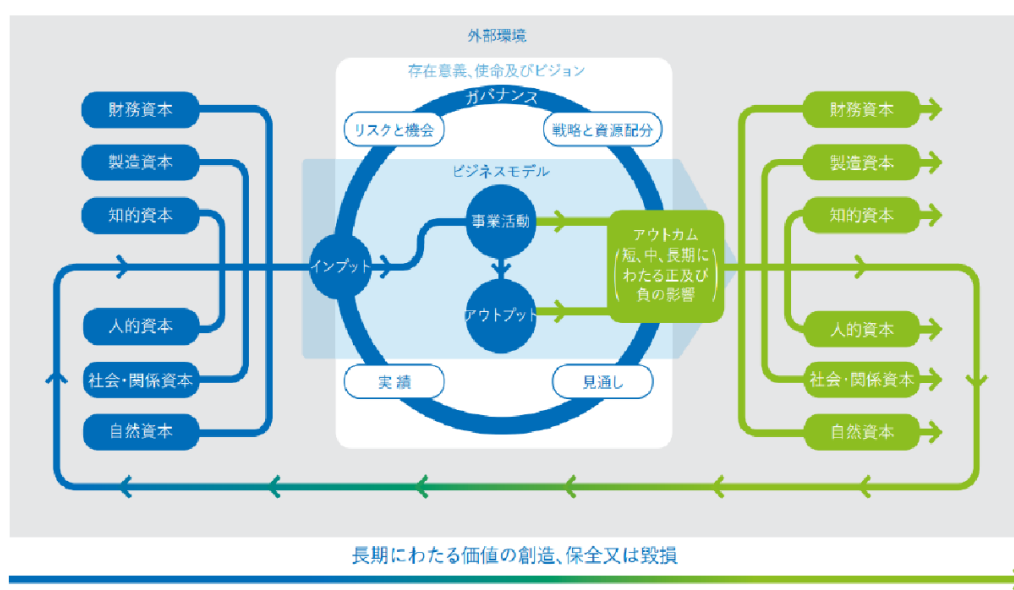 外部環境
存在意義、使命及びビジョン
ガバナンス
リスクと機会
戦略と資源配分
ビジネスモデル
財務資本
製造資本
知的資本
人的資本
社会・関係資本
自然資本
インプット
事業活動
アウトプット
アウトカム
(短、中、長期に
わたる正及び
負の影響)
実績
見通し
財務資本
製造資本
知的資本
人的資本
社会・関係資本
自然資本
長期にわたる価値の創造、保全又は毀損